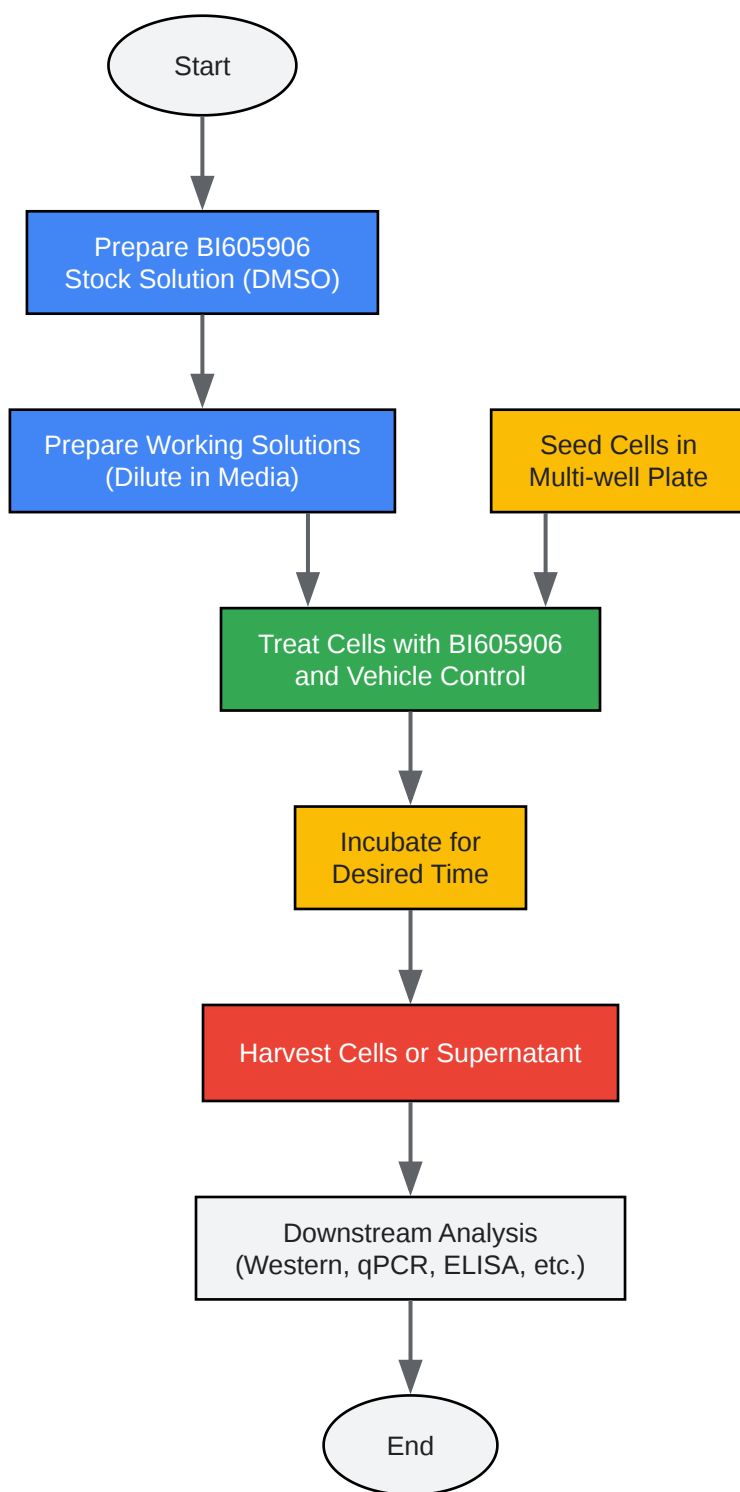 Start
Prepare BI605906
Stock Solution (DMSO)
Prepare Working Solutions
(Dilute in Media)
Seed Cells in
Multi-well Plate
Treat Cells with BI605906
and Vehicle Control
Incubate for
Desired Time
Harvest Cells or Supernatant
Downstream Analysis
(Western, qPCR, ELISA, etc.)
End